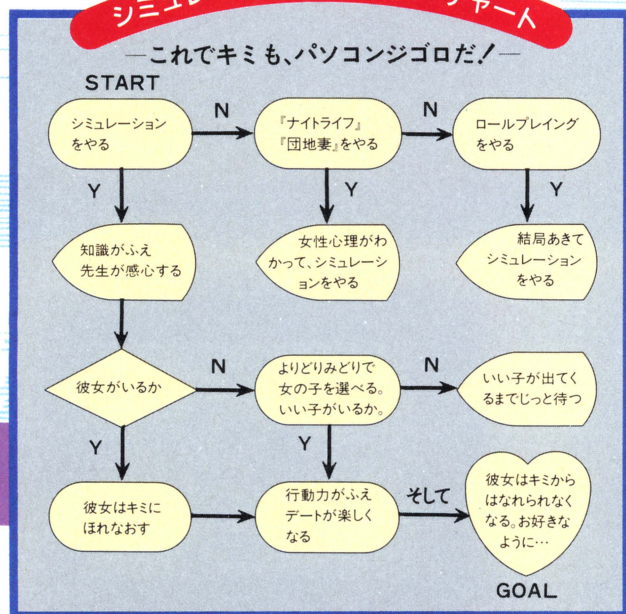 チャート
―これでキミも、パソコンジゴロだ!―
START
シミュレーション
をやる
N
『ナイトライフ』
『団地妻』をやる
N
ロールプレイング
をやる
Y
Y
Y
知識がふえ
先生が感心する
女性心理がわ
かって、シミュレーシ
ョンをやる
結局あきて
シミュレーション
をやる
彼女がいるか
N
よりどりみどりで
女の子を選べる。
いい子がいるか。
N
いい子が出てく
るまでじっと待つ
Y
Y
彼女はキミに
ほれなおす
行動力がふえ
デートが楽しく
なる
そして
彼女はキミから
はなれられなく
なる。お好きな
ように…
GOAL